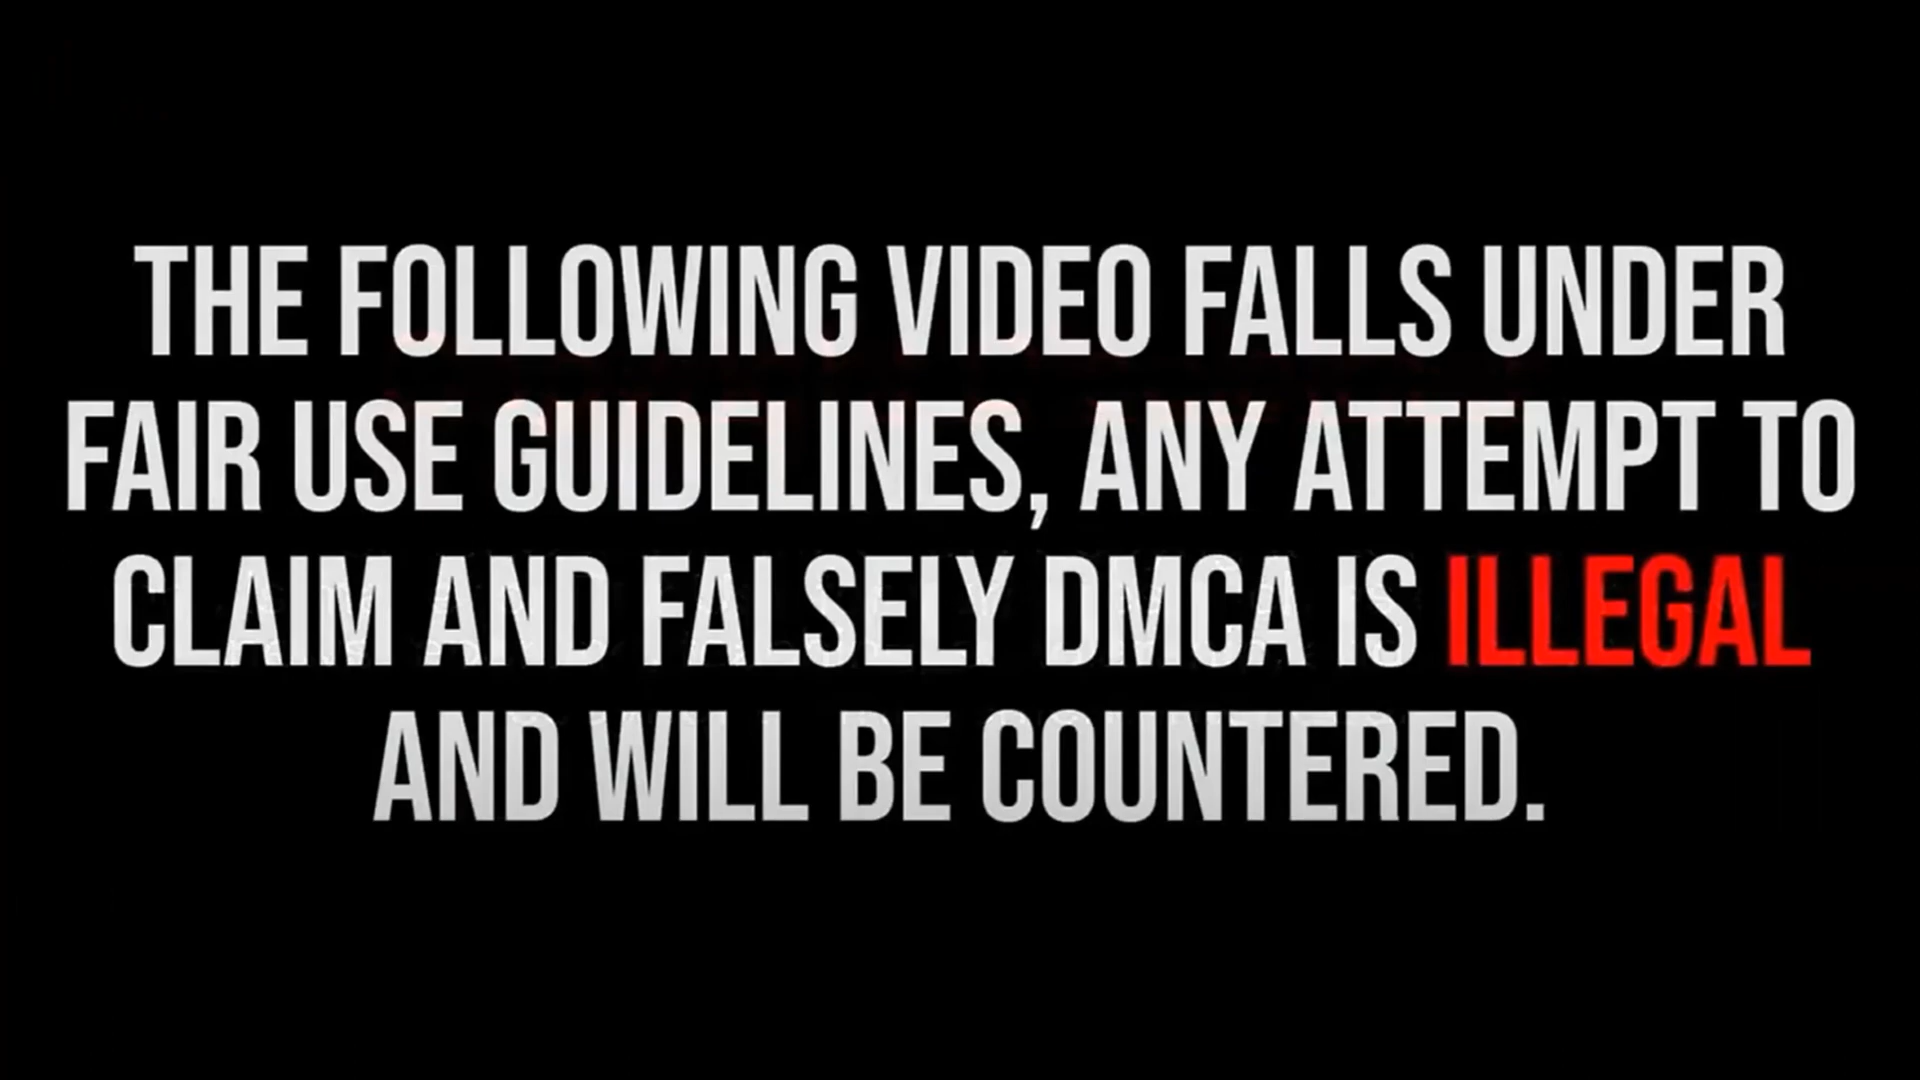 THE FOLLOWING VIDEO FALLS UNDER
FAIR USE GUIDELINES, ANY ATTEMPT TO
CLAIM AND FALSELY DMCA IS ILLEGAL
AND WILL BE COUNTERED.